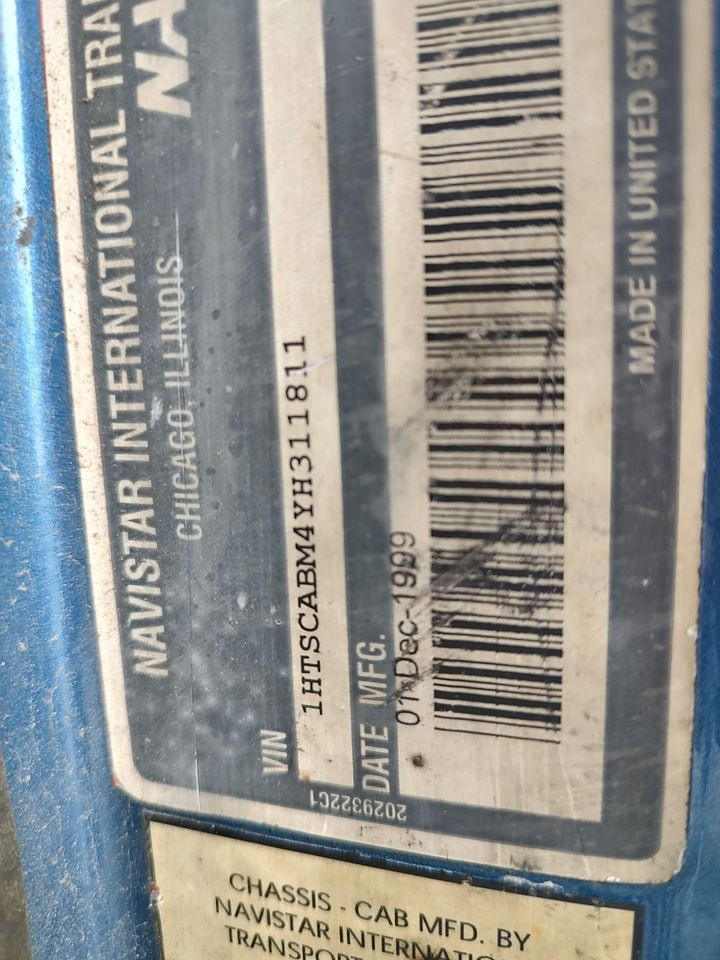 NAVISTAR INTERNATIONAL TRA
NA
CHICAGO ILLINOIS
VIN
1HTSCABM4YH311811
DATE MFG.
01-Dec-1999
MADE IN UNITED STAT
2029322C1
CHASSIS - CAB MFD. BY
NAVISTAR INTERNATIO
TRANSPORT